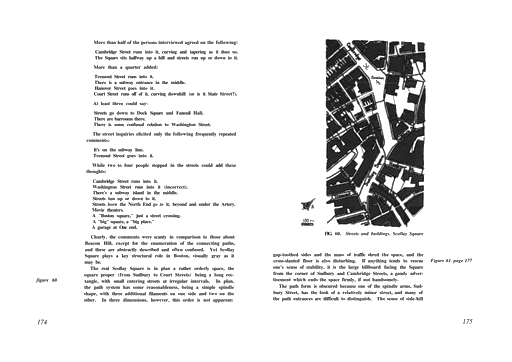 More than half of the persons interviewed agreed on the following:
Cambridge Street runs into it, curving and tapering as it does so.
The Square sits halfway up a hill and streets run up or down to it.
More than a quarter added:
Tremont Street runs into it.
There is a subway entrance in the middle.
Hanover Street goes into it.
Court Street runs off of it, curving downhill (or is it State Street?).
At least three could say:
Streets go down to Dock Square and Faneuil Hall.
There are barrooms there.
There is some confused relation to Washington Street.
The street inquiries elicited only the following frequently repeated
comments:
It's on the subway line.
Tremont Street goes into it.
While two to four people stopped in the streets could add these
thoughts:
Cambridge Street runs into it.
Washington Street runs into it (incorrect).
There's a subway island in the middle.
Streets fan up or down to it.
Streets from the North End go to it, beyond and under the Artery.
Movie theaters.
A "Boston square," just a street crossing.
A "big" square, a "big place."
A garage at One end.
Clearly, the comments were scanty in comparison to those about
Beacon Hill, except for the enumeration of the connecting paths,
and these are abstractly described and often confused. Yet Scollay
Square plays a key structural role in Boston, visually gray as it
may be.
The real Scollay Square is in plan a rather orderly space, the
square proper (from Sudbury to Court Streets) being a long rec-
tangle, with small entering streets at irregular intervals. In plan,
the path system has some reasonableness, being a simple spindle
shape, with three additional filaments on one side and two on the
other. In three dimensions, however, this order is not apparent:
figure 60
174
FIG. 60. Streets and buildings, Scollay Square
gap-toothed sides and the mass of traffic shred the space, and the
cross-slanted floor is also disturbing. If anything tends to rescue
one's sense of stability, it is the large billboard facing the Square
from the corner of Sudbury and Cambridge Streets, a gaudy adver-
tisement which ends the space firmly, if not handsomely.
Figure 61, page 177
The path form is obscured because one of the spindle arms, Sud-
bury Street, has the look of a relatively minor street, and many of
the path entrances are difficult to distinguish. The sense of side-hill
175